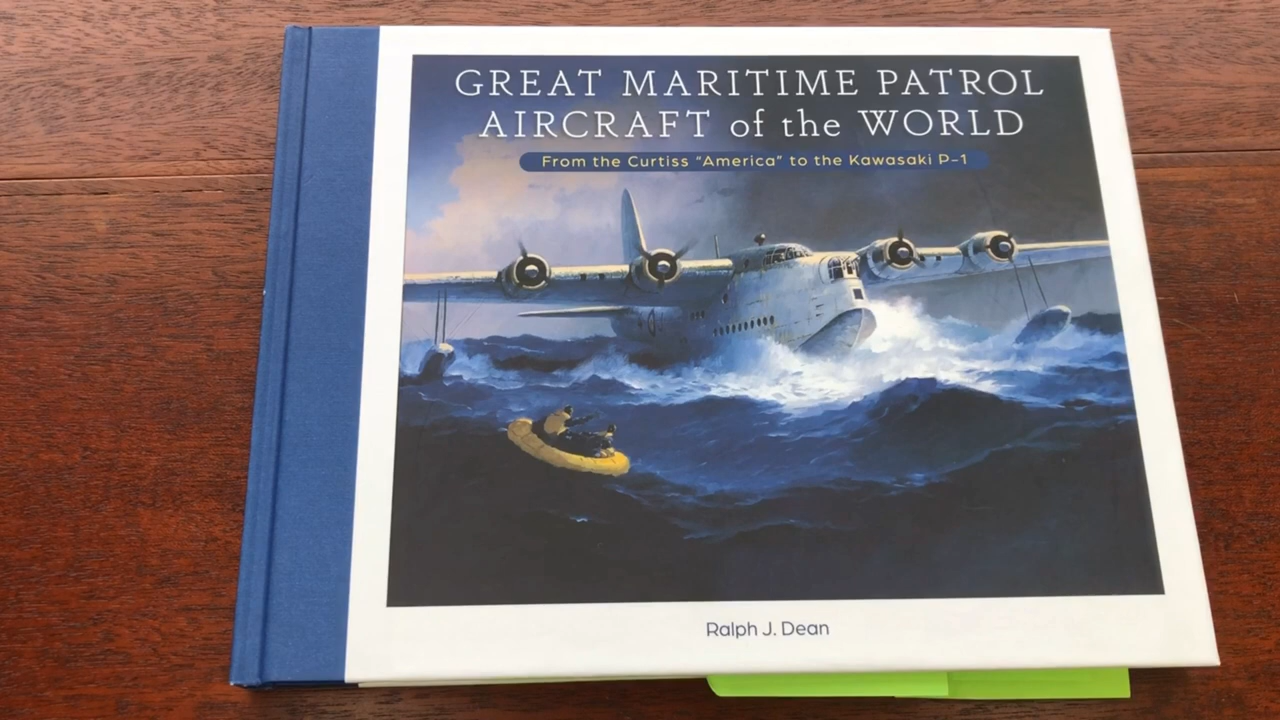 GREAT MARITIME PATROL
AIRCRAFT of the WORLD
From the Curtiss "America" to the Kawasaki P-1
Ralph J. Dean